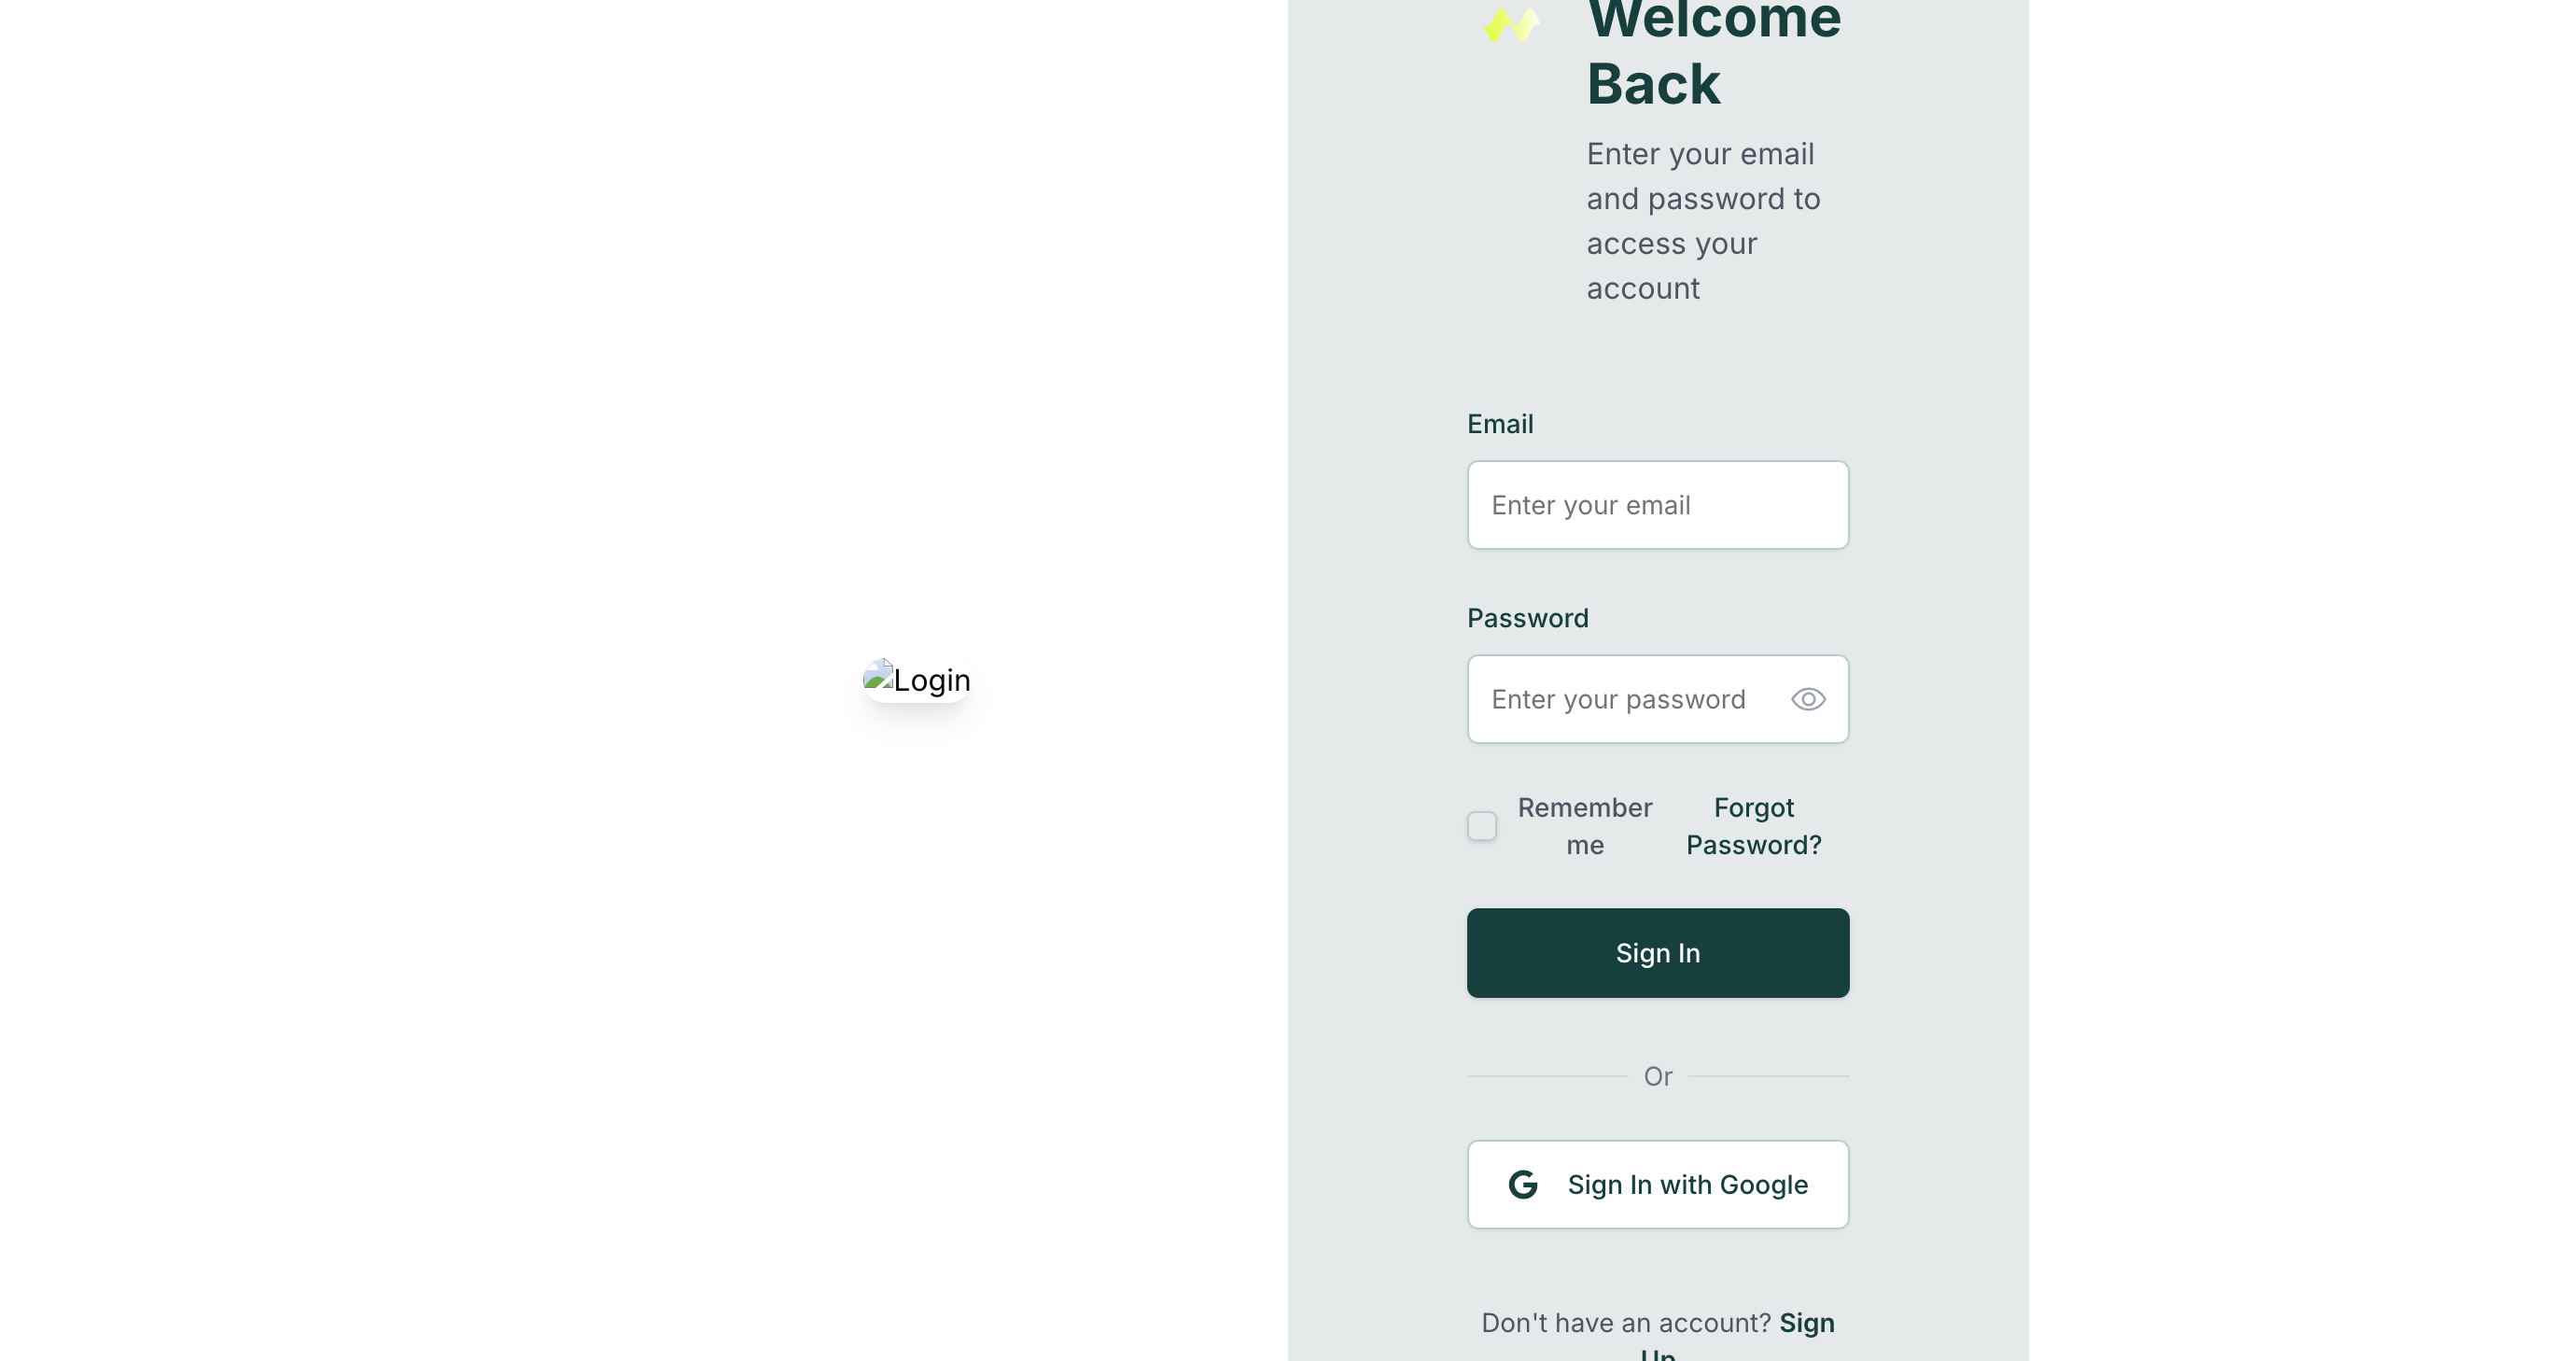 Welcome
Back
Enter your email
and password to
access your
account
Email
Enter your email
Password
Enter your password
Login
Remember
me
Forgot
Password?
Sign In
Or
Sign In with Google
Don't have an account? Sign
Up